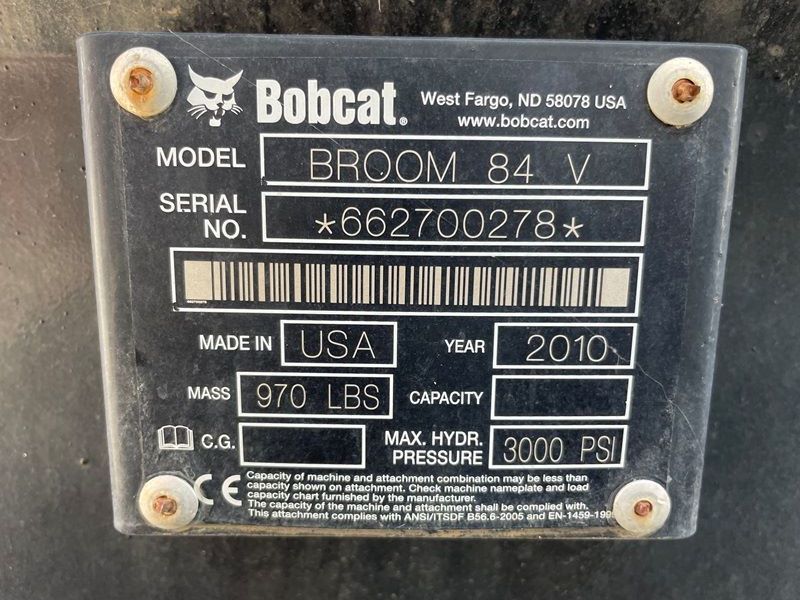 Bobcat® West Fargo, ND 58078 USA
www.bobcat.com
MODEL BROOM 84 V
SERIAL NO. *662700278*
662700278
MADE IN USA YEAR 2010
MASS 970 LBS CAPACITY
C.G. MAX. HYDR. PRESSURE 3000 PSI
CE Capacity of machine and attachment combination may be less than
capacity shown on attachment. Check machine nameplate and load
capacity chart furnished by the manufacturer.
The capacity of the machine and attachment shall be complied with.
This attachment complies with ANSI/ITSDF B56.6-2005 and EN-1459-199